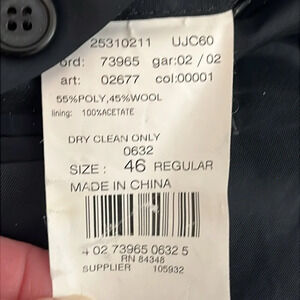 25310211 UJC60
ord: 73965 gar:02 / 02
art: 02677 col:00001
55%POLY,45%WOOL
lining: 100%ACETATE
DRY CLEAN ONLY
0632
SIZE : 46 REGULAR
MADE IN CHINA
4 02 73965 0632 5
RN 84348
SUPPLIER 105932